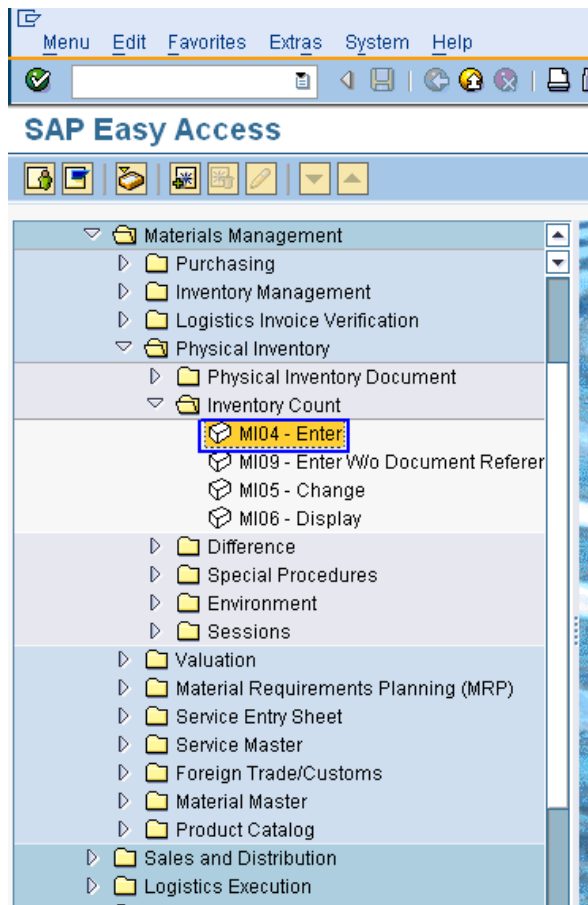 Menu Edit Favorites Extras System Help
SAP Easy Access
Materials Management
Purchasing
Inventory Management
Logistics Invoice Verification
Physical Inventory
Physical Inventory Document
Inventory Count
MI04 - Enter
MI09 - Enter W/o Document Referer
MI05 - Change
MI06 - Display
Difference
Special Procedures
Environment
Sessions
Valuation
Material Requirements Planning (MRP)
Service Entry Sheet
Service Master
Foreign Trade/Customs
Material Master
Product Catalog
Sales and Distribution
Logistics Execution